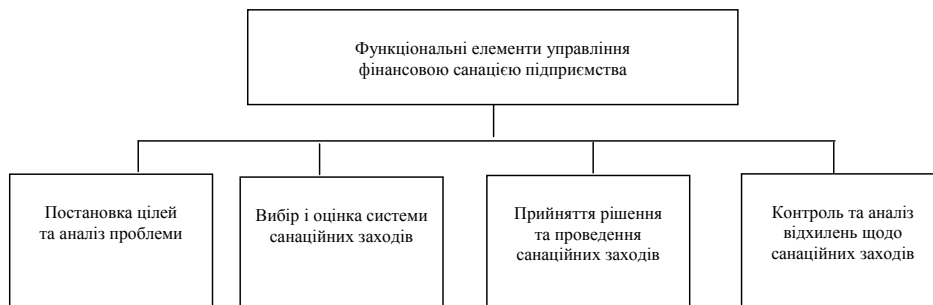 Функціональні елементи управління
фінансовою санацією підприємства
Постановка цілей
та аналіз проблеми
Вибір і оцінка системи
санаційних заходів
Прийняття рішення
та проведення
санаційних заходів
Контроль та аналіз
відхилень щодо
санаційних заходів